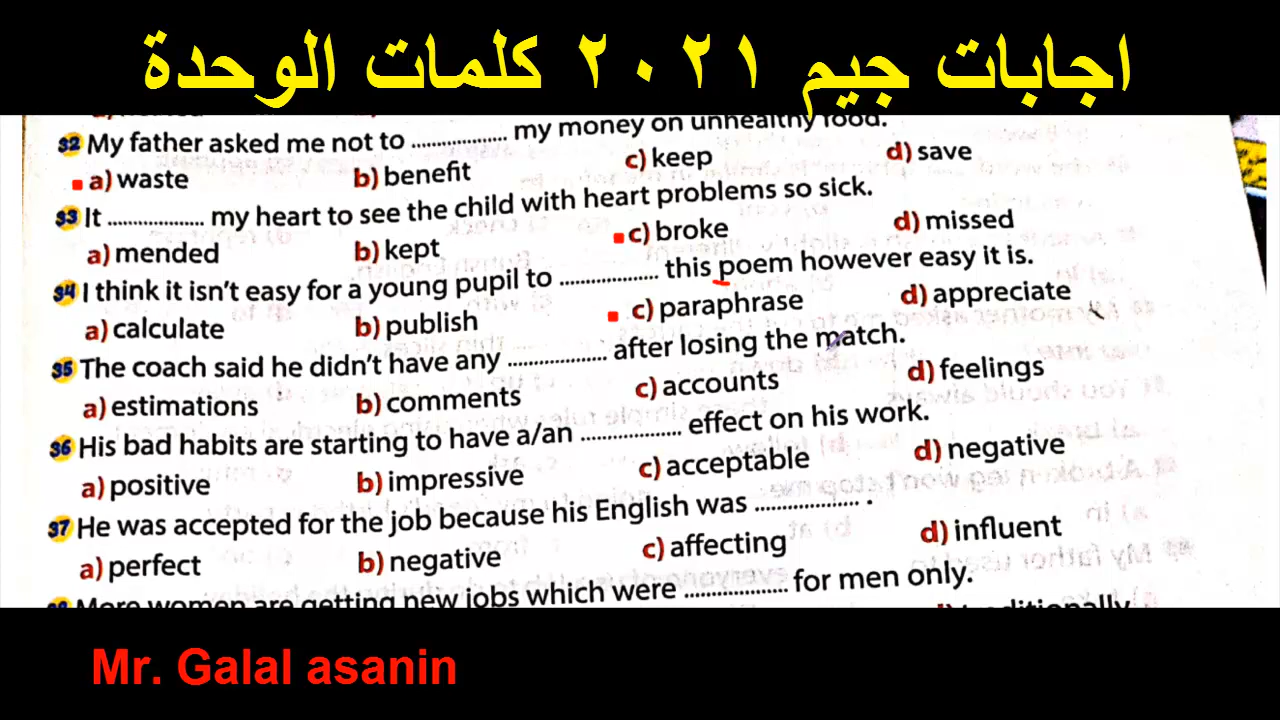 اجابات جيم ٢٠٢١ كلمات الوحدة
32 My father asked me not to .................. my money on unhealthy food.
a) waste b) benefit c) keep d) save
33 It .................. my heart to see the child with heart problems so sick.
a) mended b) kept c) broke d) missed
34 I think it isn't easy for a young pupil to .................. this poem however easy it is.
a) calculate b) publish c) paraphrase d) appreciate
35 The coach said he didn't have any .................. after losing the match.
a) estimations b) comments c) accounts d) feelings
36 His bad habits are starting to have a/an .................. effect on his work.
a) positive b) impressive c) acceptable d) negative
37 He was accepted for the job because his English was .................. .
a) perfect b) negative c) affecting d) influent
38 More women are getting new jobs which were .................. for men only.
d) traditionally
Mr. Galal asanin